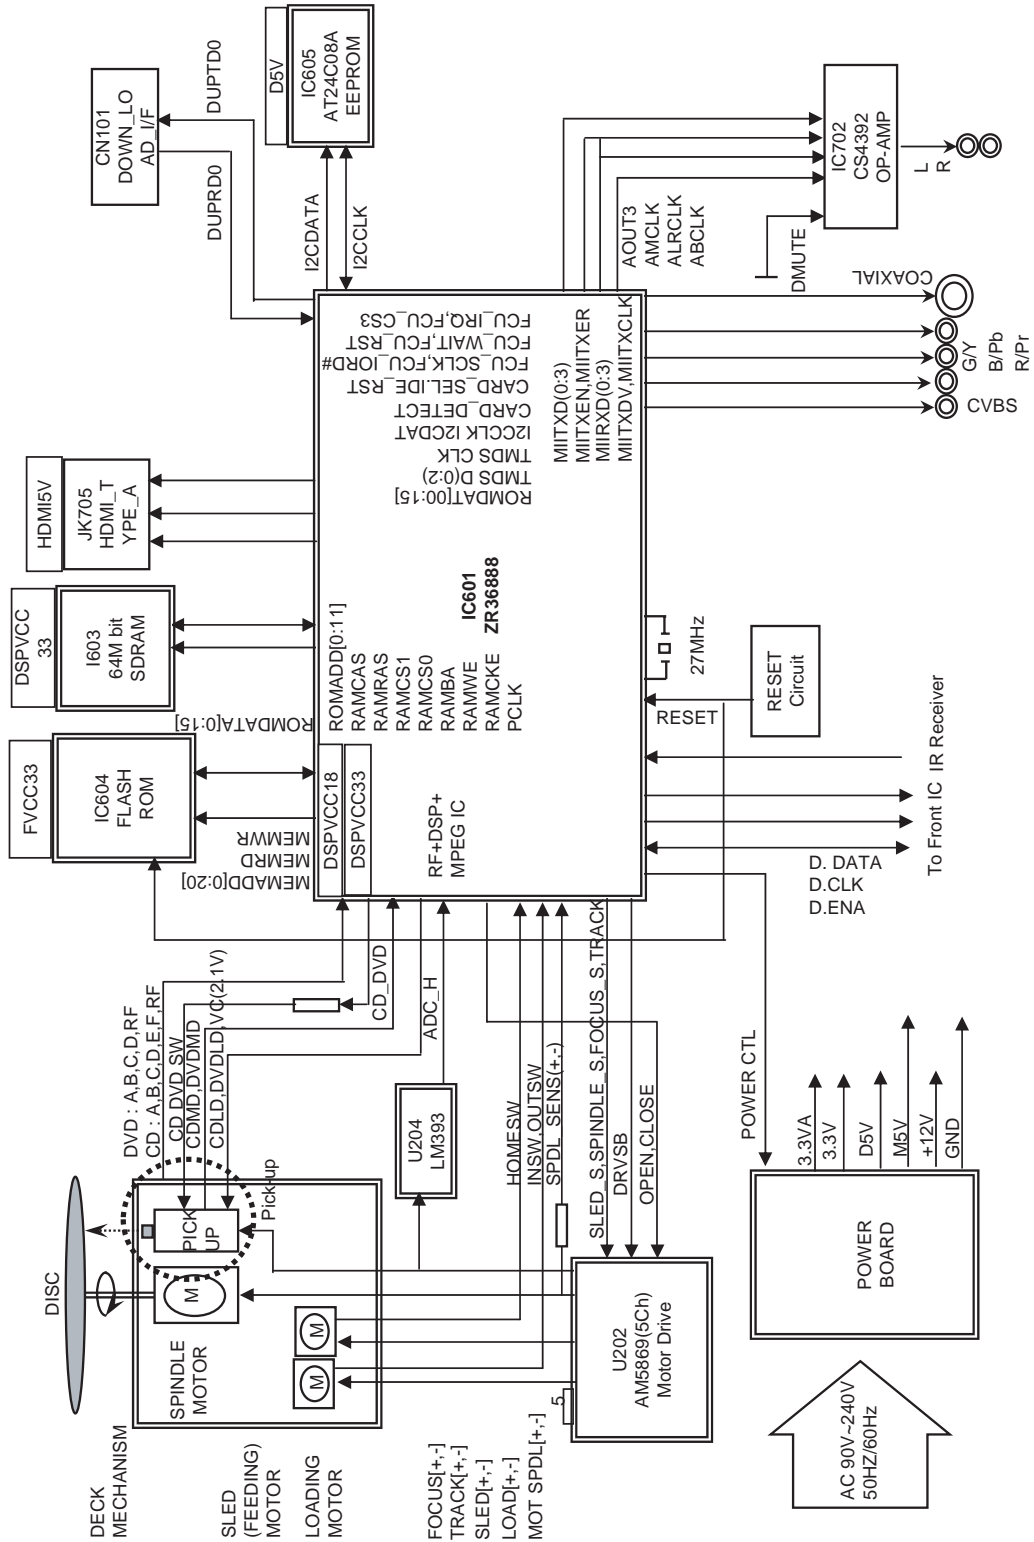 DECK
MECHANISM
SLED
(FEEDING)
MOTOR
LOADING
MOTOR
DISC
SPINDLE
MOTOR
M
M
M
PICK
UP
Pick-up
DVD : A,B,C,D,RF
CD : A,B,C,D,E,F,RF
CD_DVD_SW
CDMD,DVDMD
CDLD,DVDLD,VC(2.1V)
CD_DVD
ADC_H
U204
LM393
FOCUS[+,-]
TRACK[+,-]
SLED[+,-]
LOAD[+,-]
MOT SPDL[+,-]
5
U202
AM5869(5Ch)
Motor Drive
HOMESW
INSW,OUTSW
SPDL SENS(+,-)
SLED_S,SPINDLE_S,FOCUS_S,TRACK
DRVSB
OPEN,CLOSE
AC 90V~240V
50HZ/60Hz
POWER
BOARD
POWER CTL
3.3VA
3.3V
D5V
M5V
+12V
GND
FVCC33
IC604
FLASH
ROM
MEMADD[0:20]
MEMRD
MEMWR
ROMDATA[0:15]
DSPVCC
33
I603
64M bit
SDRAM
HDMI5V
JK705
HDMI_T
YPE_A
CN101
DOWN_LO
AD_I/F
DUPRD0
DUPTD0
D5V
IC605
AT24C08A
EEPROM
I2CDATA
I2CCLK
DSPVCC18
DSPVCC33
RF+DSP+
MPEG IC
ROMADD[0:11]
RAMCAS
RAMRAS
RAMCS1
RAMCS0
RAMBA
RAMWE
RAMCKE
PCLK
IC601
ZR36888
FCU_IRQ,FCU_CS3
FCU_WAIT,FCU_RST
FCU_SCLK,FCU_IORD#
CARD_SEL.IDE_RST
CARD_DETECT
I2CCLK I2CDAT
TMDS CLK
TMDS D(0:2)
ROMDAT[00:15]
MIITXD(0:3)
MIITXEN,MIITXER
MIIRXD(0:3)
MIITXDV,MIITXCLK
AOUT3
AMCLK
ALRCLK
ABCLK
DMUTE
IC702
CS4392
OP-AMP
L
R
COAXIAL
G/Y
B/Pb
R/Pr
CVBS
27MHz
RESET
RESET
Circuit
IR Receiver
To Front IC
D. DATA
D.CLK
D.ENA